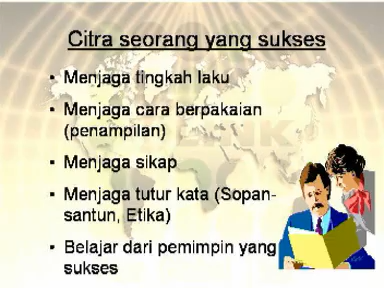 Citra seorang yang sukses
• Menjaga tingkah laku
• Menjaga cara berpakaian
(penampilan)
• Menjaga sikap
• Menjaga tutur kata (Sopan-
santun, Etika)
• Belajar dari pemimpin yang
sukses